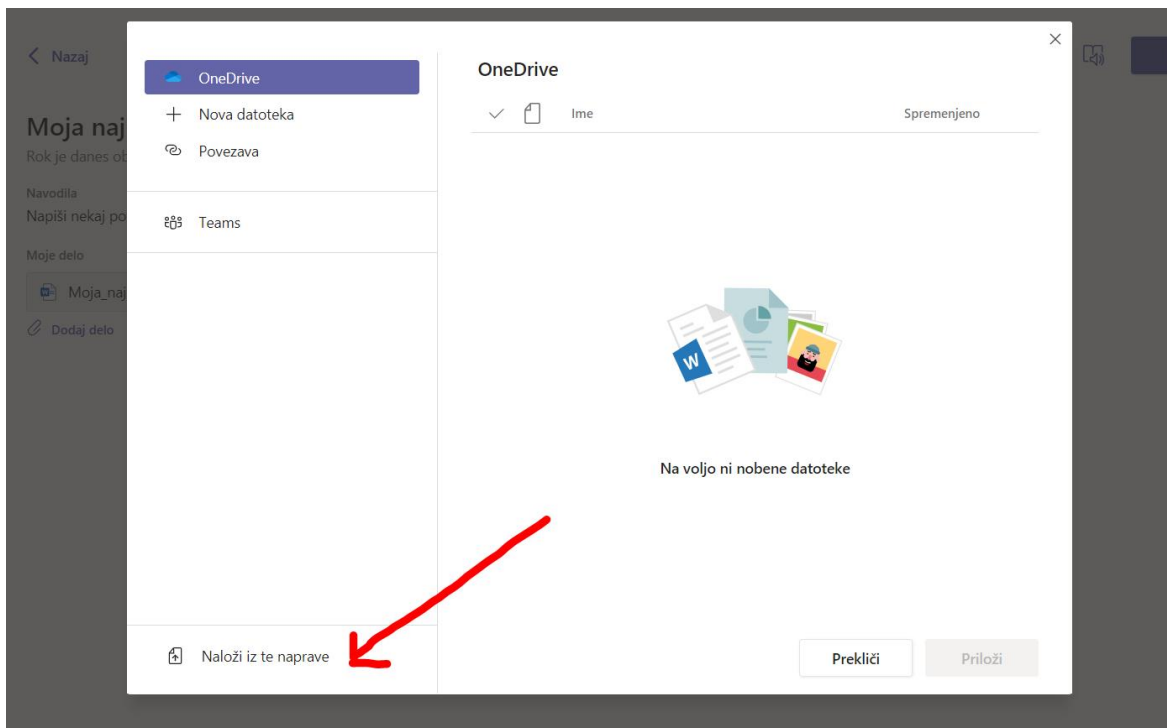 Nazaj
Moja naj
Rok je danes ob
Navodila
Napiši nekaj po
Moje delo
Moja_naj
Dodaj delo
OneDrive
Nova datoteka
Povezava
Teams
Naloži iz te naprave
OneDrive
Ime Spremenjeno
W
Na voljo ni nobene datoteke
Prekliči Priloži